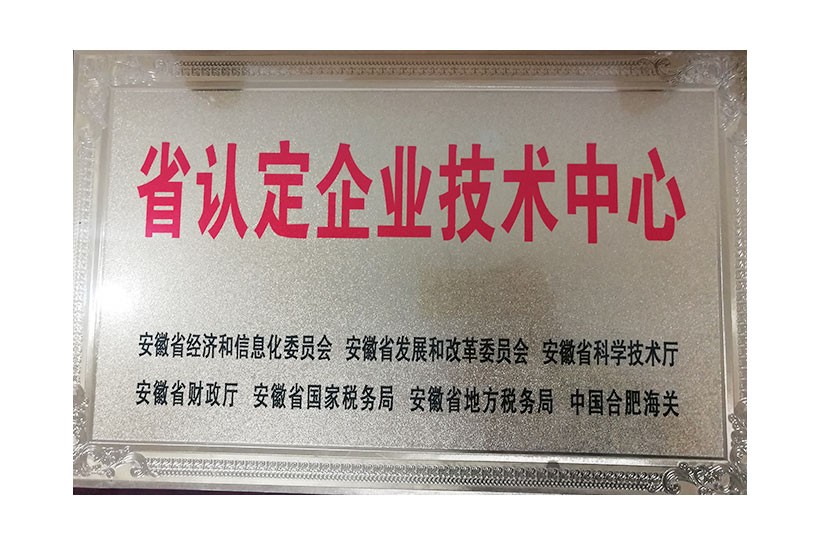 省认定企业技术中心
安徽省经济和信息化委员会 安徽省发展和改革委员会 安徽省科学技术厅
安徽省财政厅 安徽省国家税务局 安徽省地方税务局 中国合肥海关